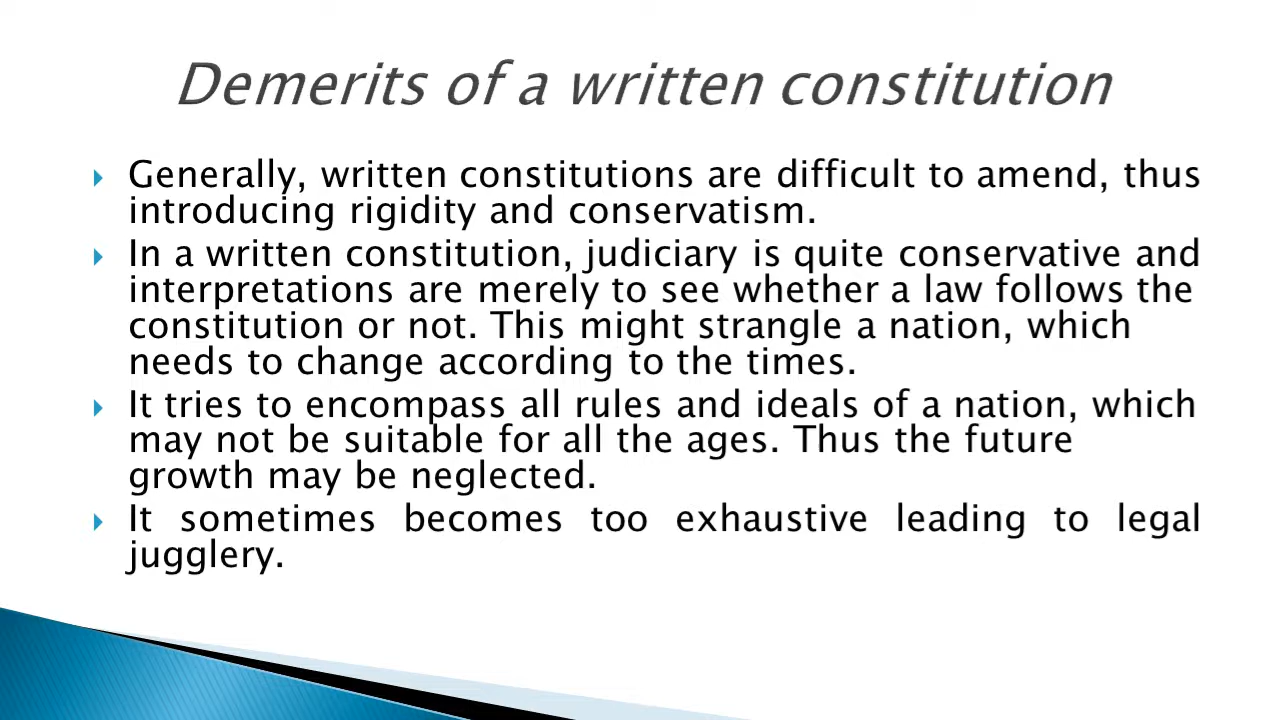 Demerits of a written constitution
Generally, written constitutions are difficult to amend, thus
introducing rigidity and conservatism.
In a written constitution, judiciary is quite conservative and
interpretations are merely to see whether a law follows the
constitution or not. This might strangle a nation, which
needs to change according to the times.
It tries to encompass all rules and ideals of a nation, which
may not be suitable for all the ages. Thus the future
growth may be neglected.
It sometimes becomes too exhaustive leading to legal
jugglery.